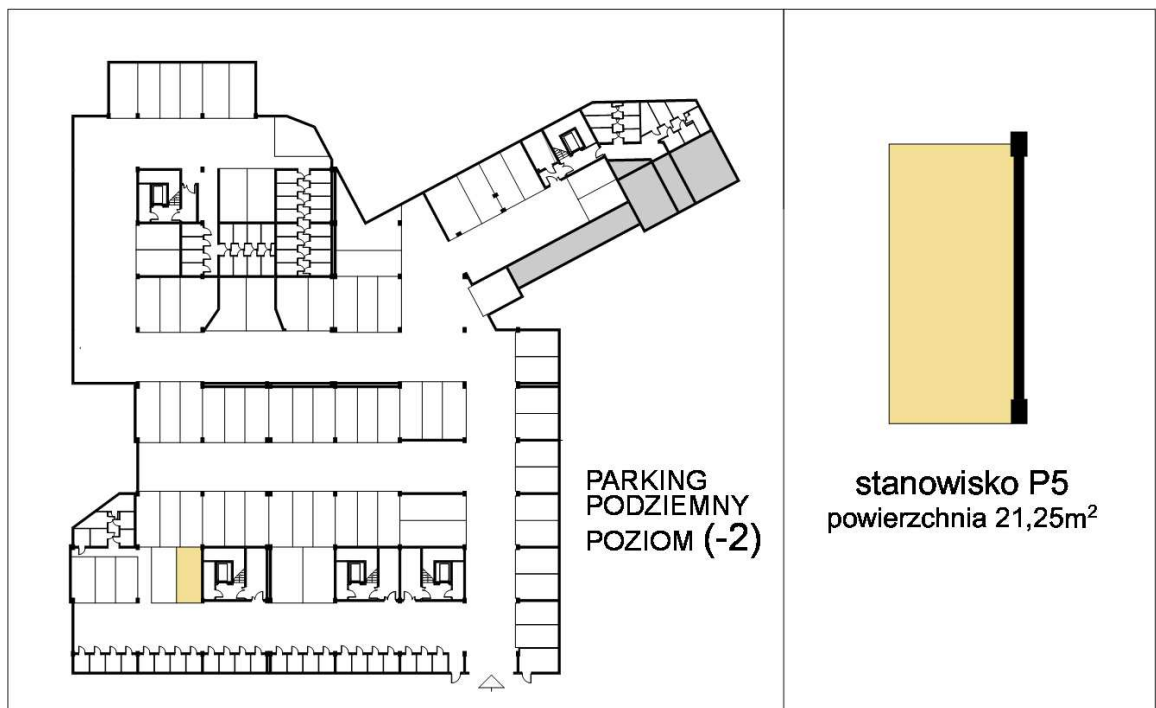 PARKING
PODZIEMNY
POZIOM (-2)
stanowisko P5
powierzchnia 21,25m²